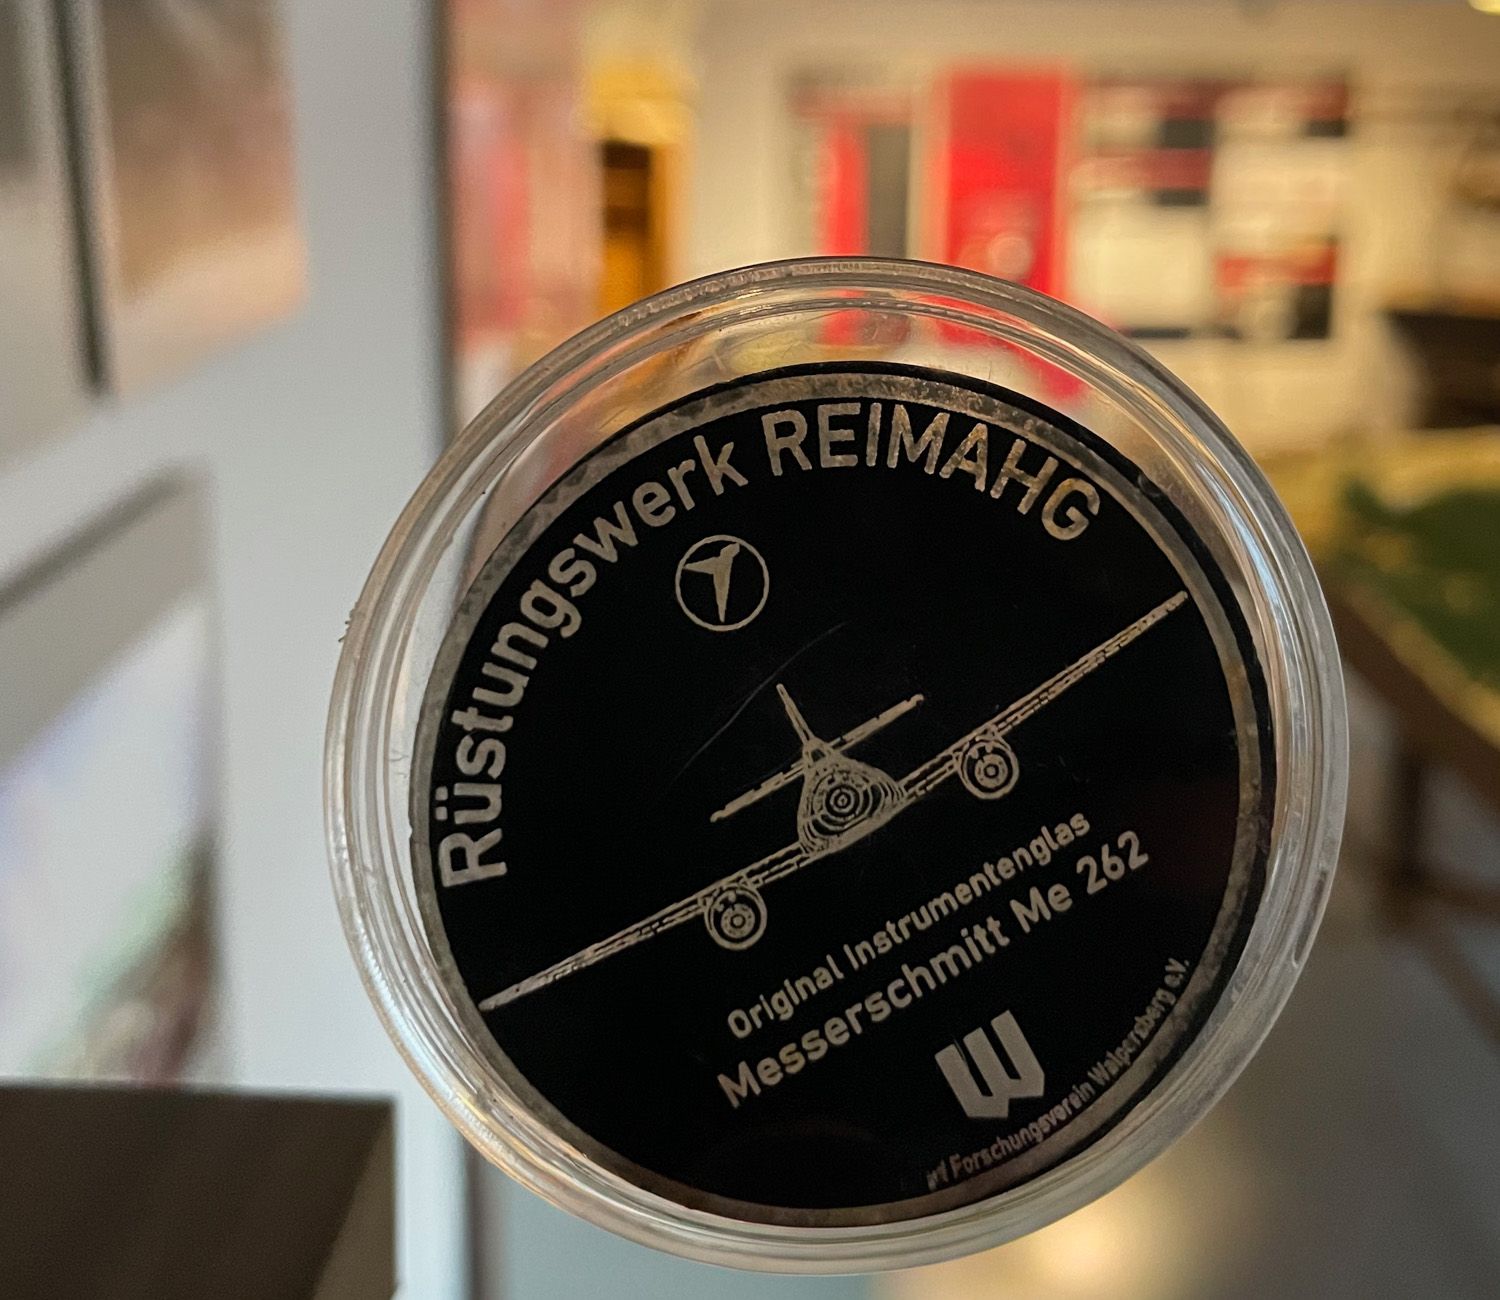 Rüstungswerk REIMAHG
Original Instrumentenglas
Messerschmitt Me 262
Forschungsverein Walpersberg e.V.